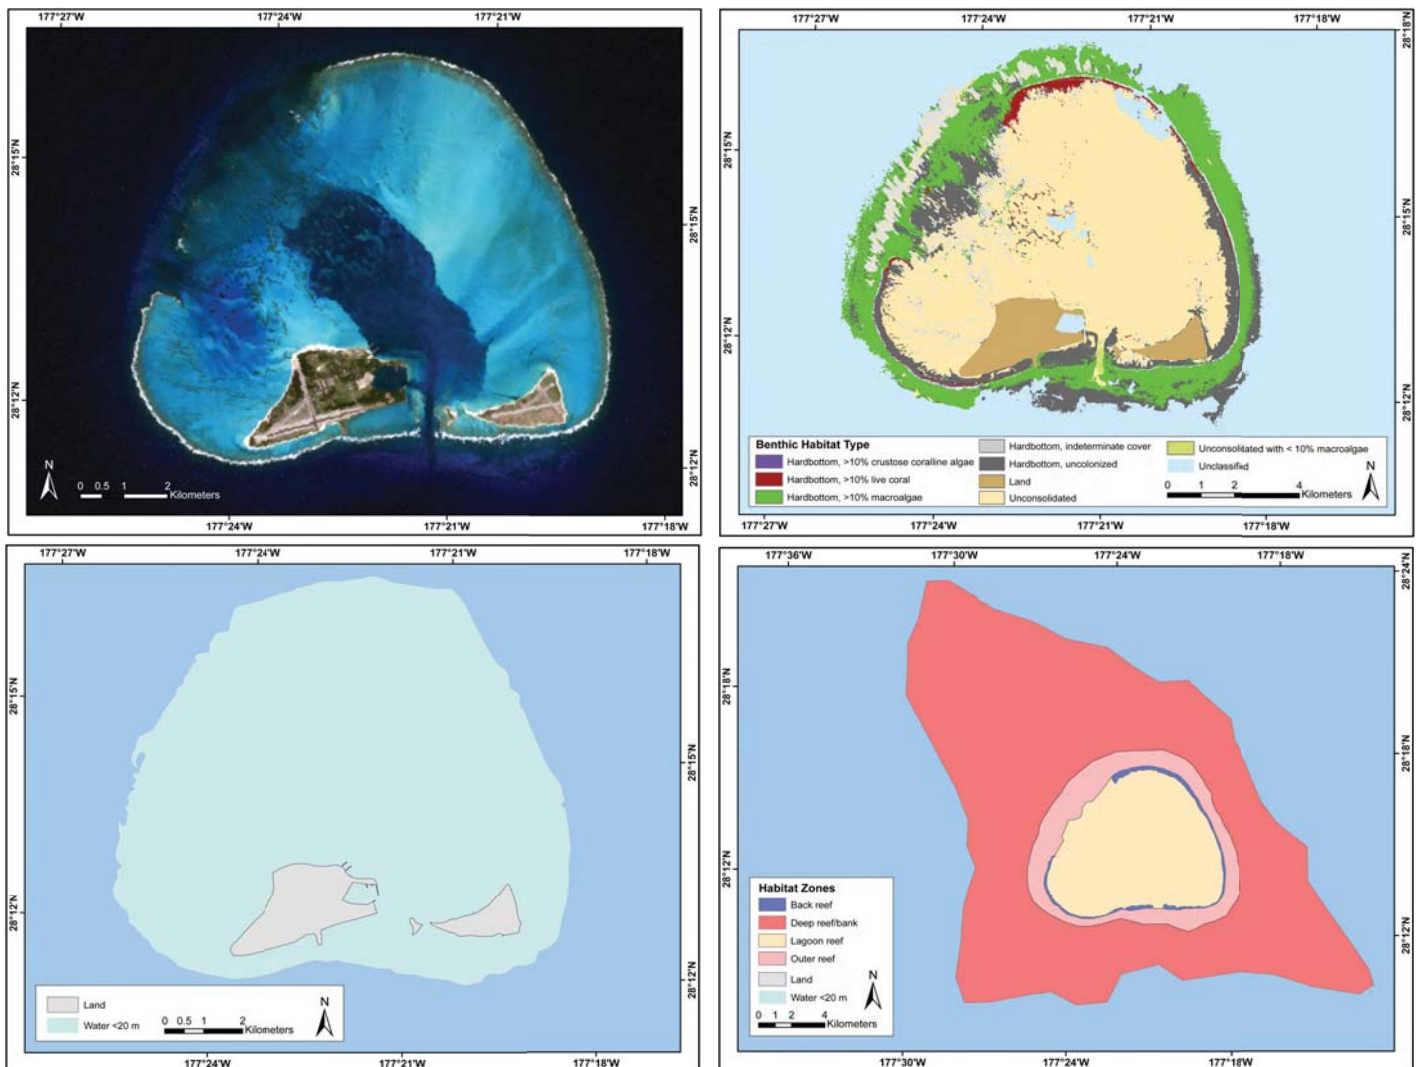 177°27'W 177°24'W 177°21'W
28°15'N
28°15'N
28°12'N
28°12'N
N
0 0.5 1 2
Kilometers
177°24'W 177°21'W 177°18'W
177°27'W 177°24'W 177°21'W 177°18'W
28°18'N
28°15'N
28°15'N
28°12'N
28°12'N
Benthic Habitat Type
Hardbottom, >10% crustose coralline algae
Hardbottom, >10% live coral
Hardbottom, >10% macroalgae
Hardbottom, indeterminate cover
Hardbottom, uncolonized
Land
Unconsolidated
Unconsolidated with < 10% macroalgae
Unclassified
N
0 1 2 4
Kilometers
177°27'W 177°24'W 177°21'W 177°18'W
177°27'W 177°24'W 177°21'W 177°18'W
28°15'N
28°15'N
28°12'N
28°12'N
Land
Water <20 m
N
0 0.5 1 2
Kilometers
177°24'W 177°21'W 177°18'W
177°36'W 177°30'W 177°24'W 177°18'W
28°24'N
28°18'N
28°18'N
28°12'N
28°12'N
Habitat Zones
Back reef
Deep reef/bank
Lagoon reef
Outer reef
Land
Water <20 m
N
0 1 2 4
Kilometers
177°30'W 177°24'W 177°18'W